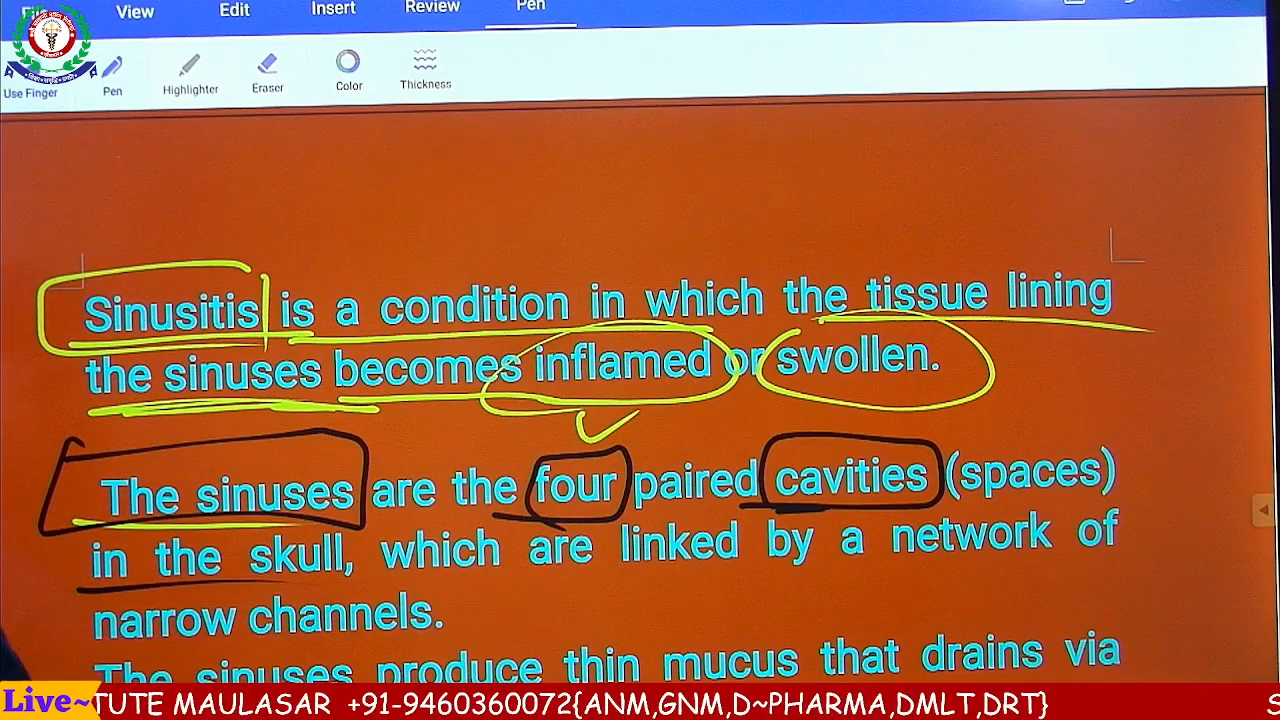 View Edit Insert Review Pen
Use Finger Pen Highlighter Eraser Color Thickness
Sinusitis is a condition in which the tissue lining
the sinuses becomes inflamed or swollen.
The sinuses are the four paired cavities (spaces)
in the skull, which are linked by a network of
narrow channels.
The sinuses produce thin mucus that drains via
Live~ TUTE MAULASAR +91-9460360072{ANM,GNM,D~PHARMA,DMLT,DRT} S